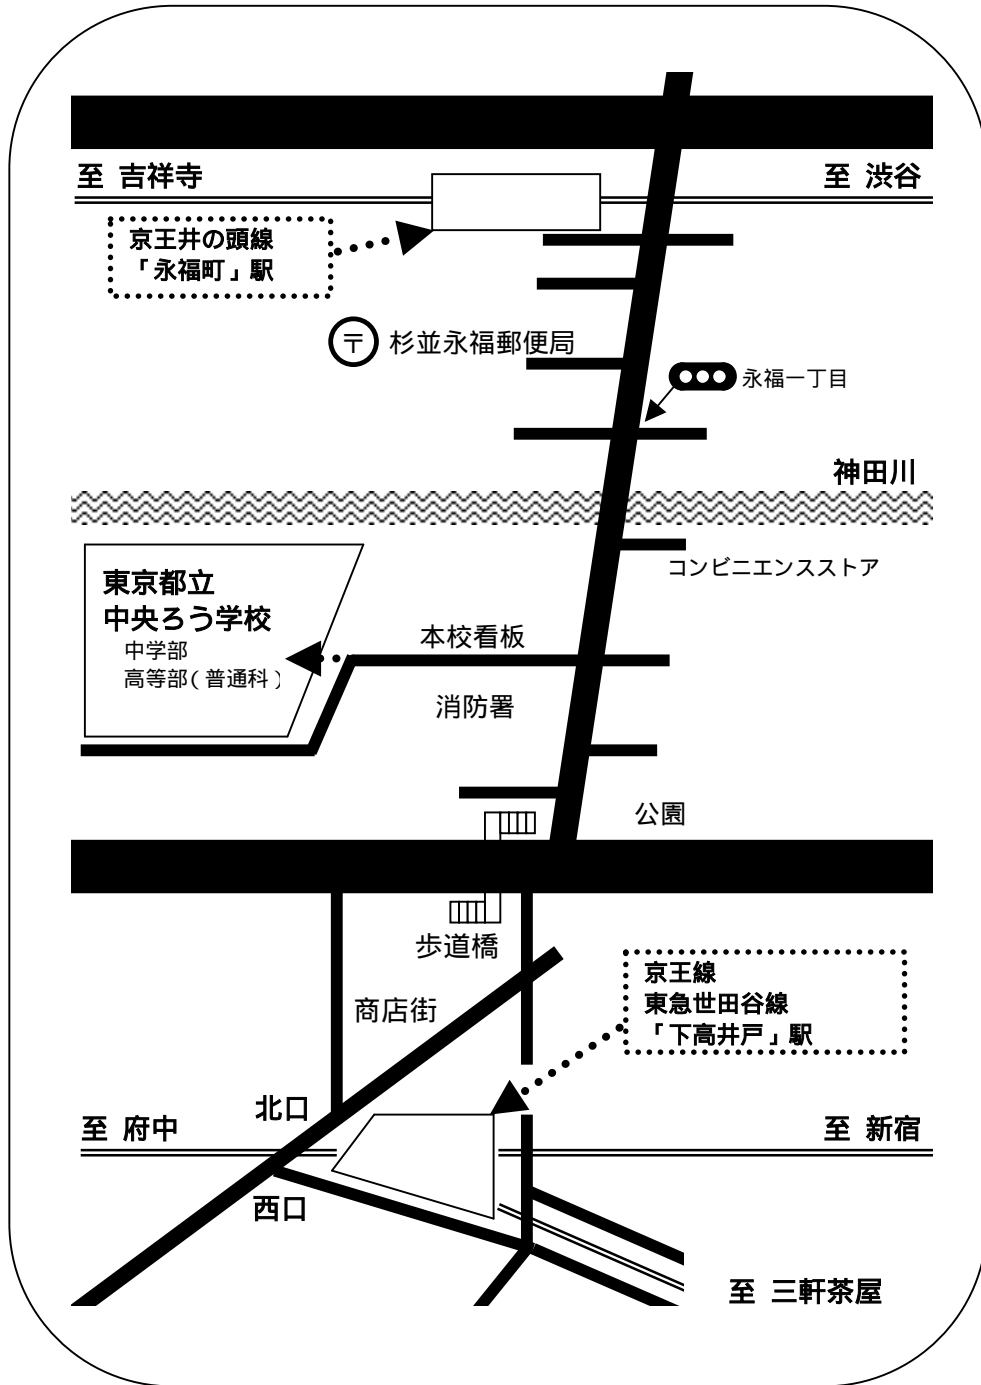 至 吉祥寺
至 渋谷
京王井の頭線
「永福町」駅
〒 杉並永福郵便局
永福一丁目
神田川
コンビニエンスストア
東京都立
中央ろう学校
中学部
高等部(普通科)
本校看板
消防署
公園
歩道橋
商店街
京王線
東急世田谷線
「下高井戸」駅
北口
至 府中
至 新宿
西口
至 三軒茶屋